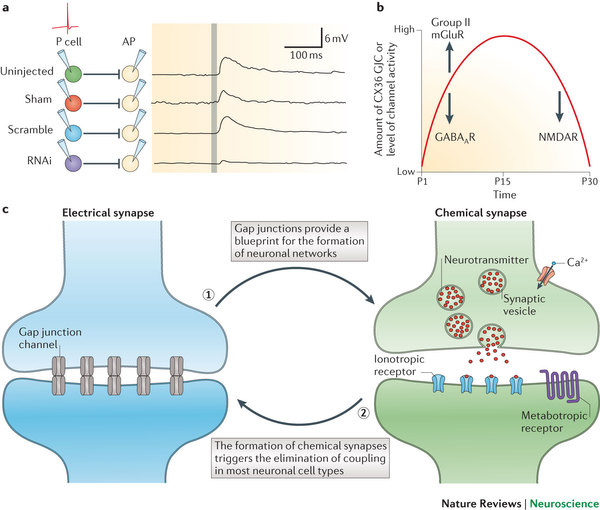 a
P cell
AP
Uninjected
Sham
Scramble
RNAi
6 mV
100 ms
b
Amount of CX36 GJC or
level of channel activity
High
Low
Group II
mGluR
GABAAR
NMDAR
P1
P15
P30
Time
c
Electrical synapse
Gap junctions provide a
blueprint for the formation
of neuronal networks
Chemical synapse
1
Neurotransmitter
Ca2+
Synaptic
vesicle
Gap junction
channel
Ionotropic
receptor
2
Metabotropic
receptor
The formation of chemical synapses
triggers the elimination of coupling
in most neuronal cell types
Nature Reviews | Neuroscience